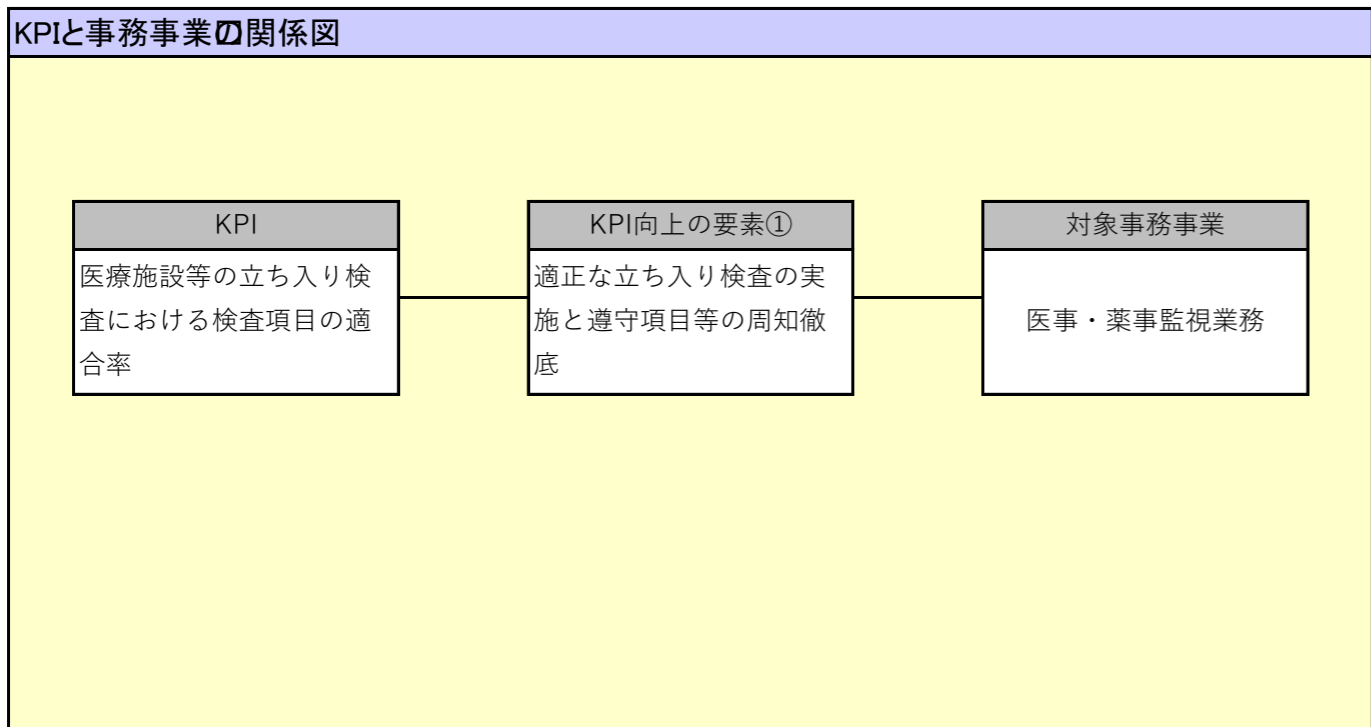 KPIと事務事業の関係図
KPI
医療施設等の立ち入り検
査における検査項目の適
合率
KPI向上の要素①
適正な立ち入り検査の実
施と遵守項目等の周知徹
底
対象事務事業
医事・薬事監視業務